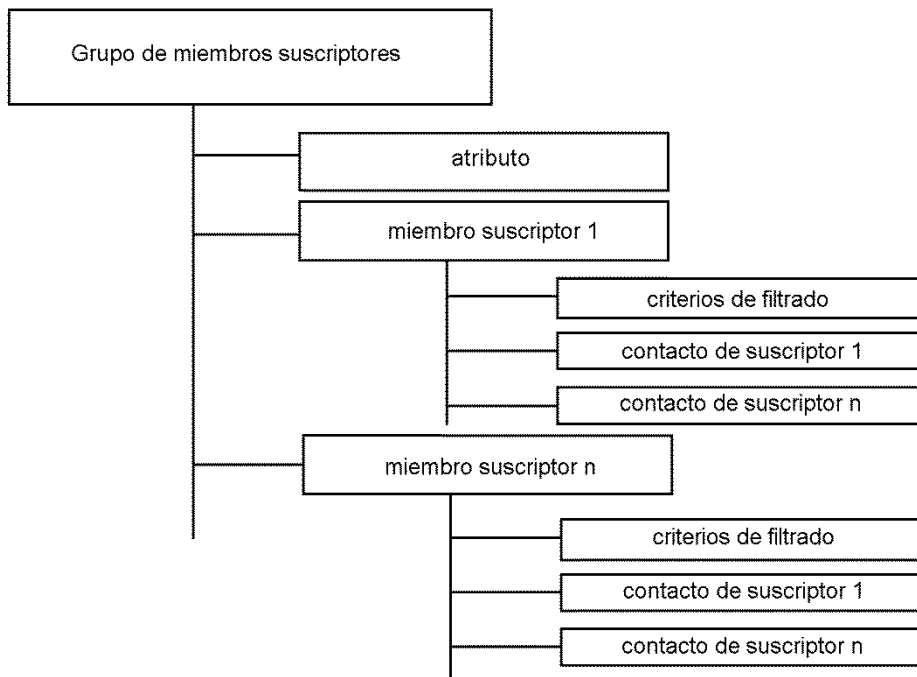 Grupo de miembros suscriptores
atributo
miembro suscriptor 1
criterios de filtrado
contacto de suscriptor 1
contacto de suscriptor n
miembro suscriptor n
criterios de filtrado
contacto de suscriptor 1
contacto de suscriptor n